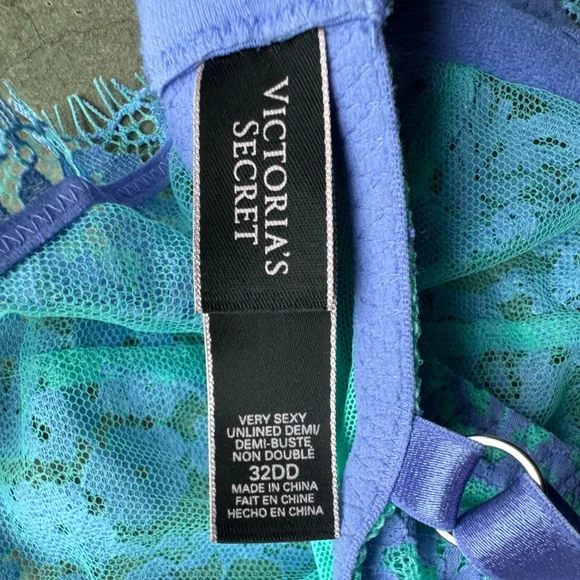 VICTORIA'S
SECRET
VERY SEXY
UNLINED DEMI/
DEMI-BUSTE
NON DOUBLÉ
32DD
MADE IN CHINA
FAIT EN CHINE
HECHO EN CHINA